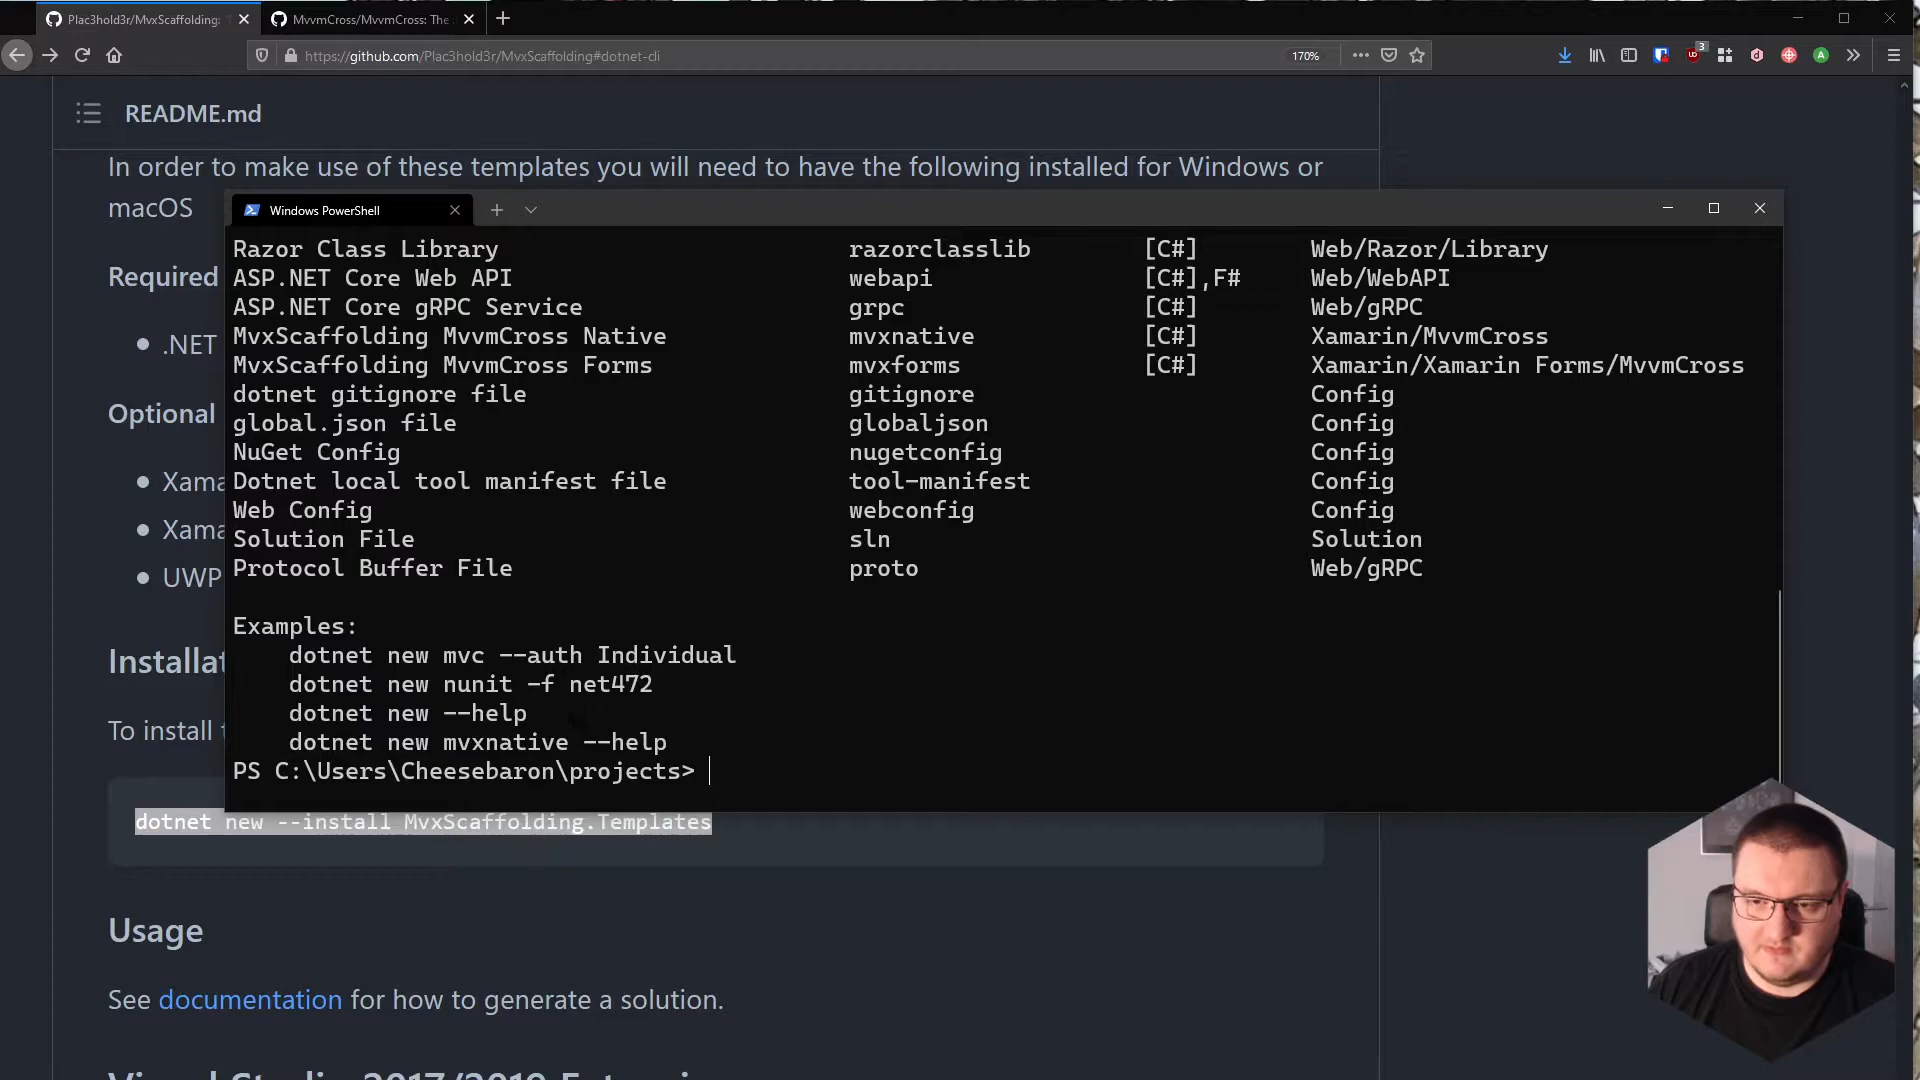 Plac3hold3r/MvxScaffolding:
MvvmCross/MvvmCross: The
https://github.com/Plac3hold3r/MvxScaffolding#dotnet-cli
170%
3
README.md
In order to make use of these templates you will need to have the following installed for Windows or
macOS
Windows PowerShell
Razor Class Library razorclasslib [C#] Web/Razor/Library
ASP.NET Core Web API webapi [C#],F# Web/WebAPI
ASP.NET Core gRPC Service grpc [C#] Web/gRPC
MvxScaffolding MvvmCross Native mvxnative [C#] Xamarin/MvvmCross
MvxScaffolding MvvmCross Forms mvxforms [C#] Xamarin/Xamarin Forms/MvvmCross
dotnet gitignore file gitignore Config
global.json file globaljson Config
NuGet Config nugetconfig Config
Dotnet local tool manifest file tool-manifest Config
Web Config webconfig Config
Solution File sln Solution
Protocol Buffer File proto Web/gRPC
Examples:
dotnet new mvc --auth Individual
dotnet new nunit -f net472
dotnet new --help
dotnet new mvxnative --help
PS C:\Users\Cheesebaron\projects>
Required
.NET
Optional
Xama
Xama
UWP
Installat
To install
dotnet new --install MvxScaffolding.Templates
Usage
See documentation for how to generate a solution.
Visual Studio 2017/2019 Extensi